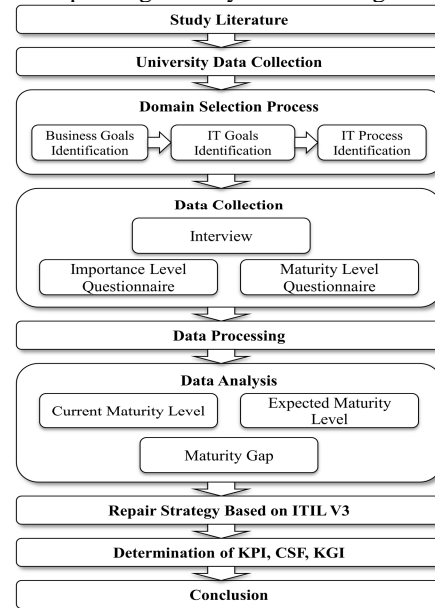 Study Literature
University Data Collection
Domain Selection Process
Business Goals
Identification
IT Goals
Identification
IT Process
Identification
Data Collection
Interview
Importance Level
Questionnaire
Maturity Level
Questionnaire
Data Processing
Data Analysis
Current Maturity Level
Expected Maturity
Level
Maturity Gap
Repair Strategy Based on ITIL V3
Determination of KPI, CSF, KGI
Conclusion